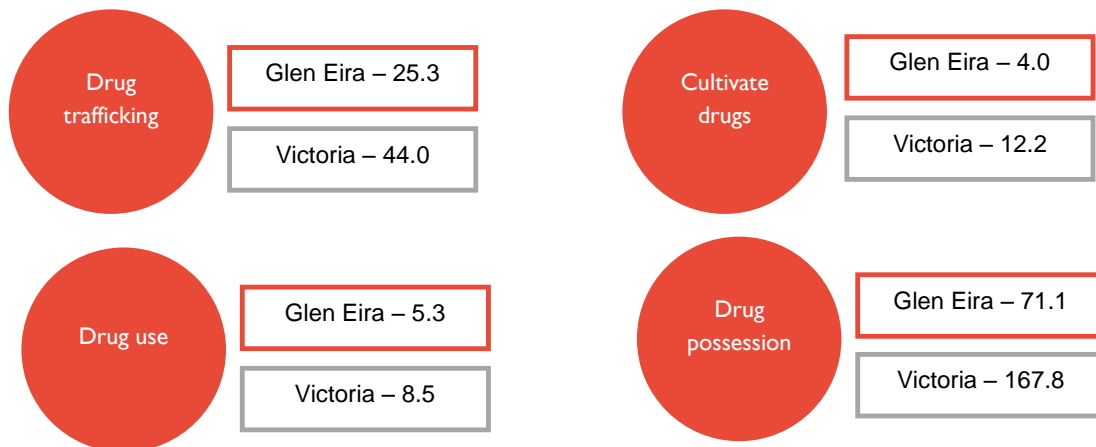 Drug
trafficking
Glen Eira – 25.3
Victoria – 44.0
Cultivate
drugs
Glen Eira – 4.0
Victoria – 12.2
Drug use
Glen Eira – 5.3
Victoria – 8.5
Drug
possession
Glen Eira – 71.1
Victoria – 167.8